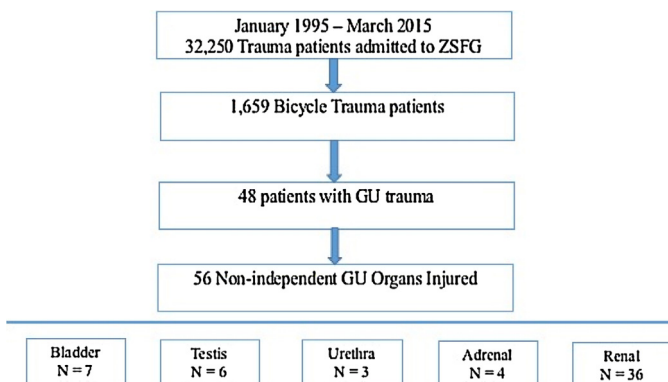 January 1995 – March 2015
32,250 Trauma patients admitted to ZSFG
1,659 Bicycle Trauma patients
48 patients with GU trauma
56 Non-independent GU Organs Injured
Bladder
N = 7
Testis
N = 6
Urethra
N = 3
Adrenal
N = 4
Renal
N = 36